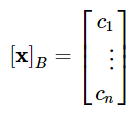 [x]_B = [c_1
⋮
c_n]